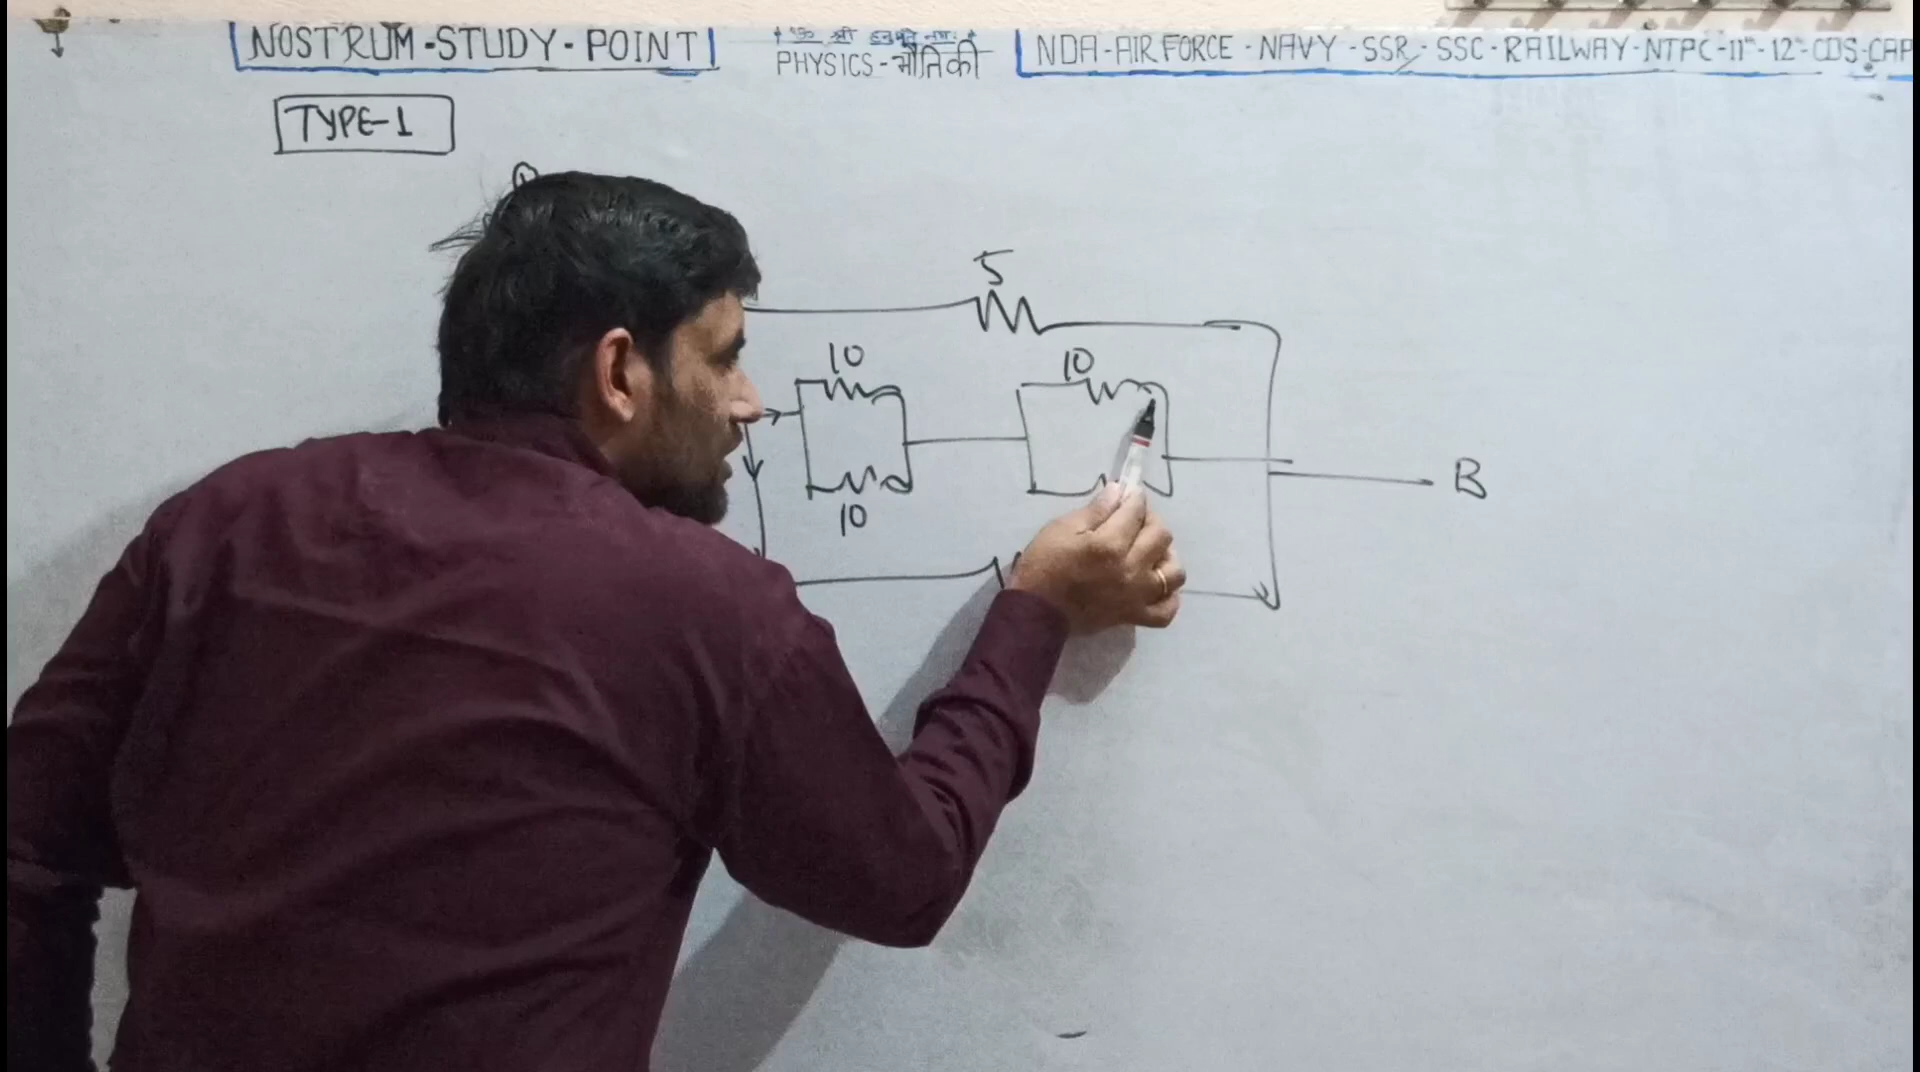 NOSTRUM-STUDY-POINT
PHYSICS-भौतिकी
NDA-AIR FORCE-NAVY-SSR-SSC-RAILWAY-NTPC-11th-12th-CDS-CAP
TYPE-1
5
10
10
10
B